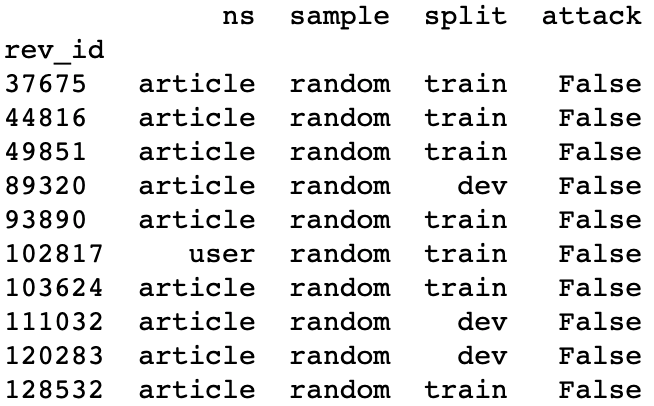 ns sample split attack
rev_id
37675 article random train False
44816 article random train False
49851 article random train False
89320 article random dev False
93890 article random train False
102817 user random train False
103624 article random train False
111032 article random dev False
120283 article random dev False
128532 article random train False